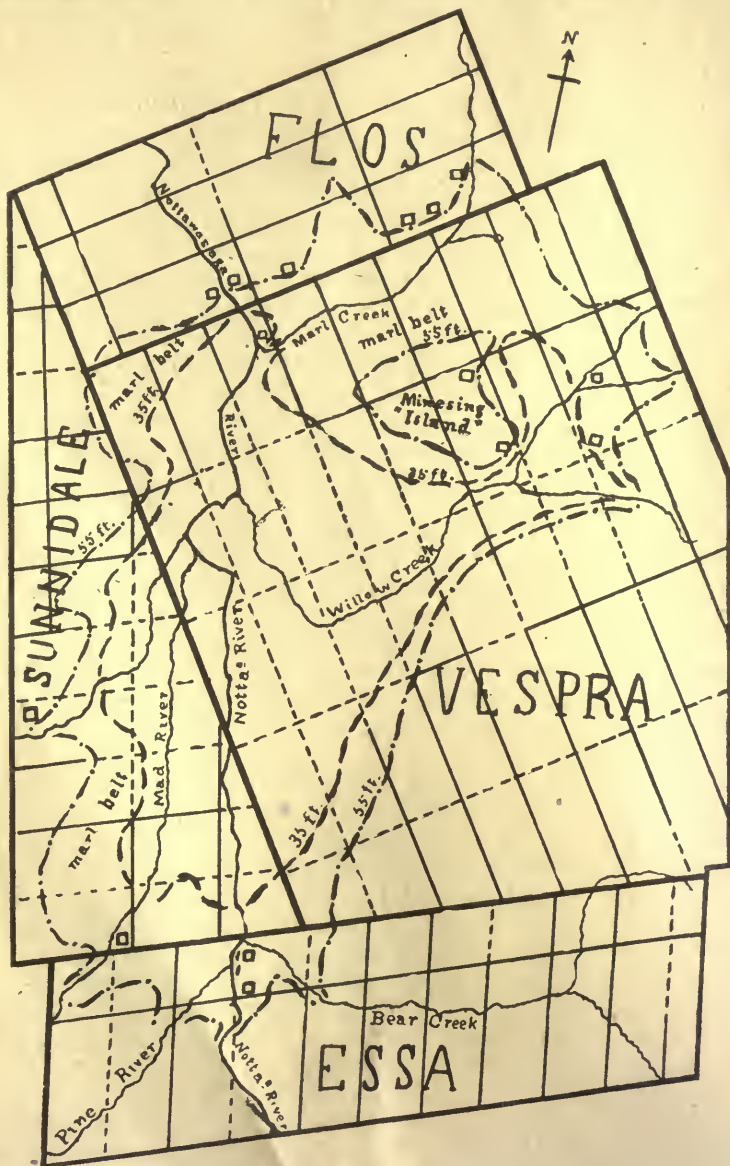 N
FLOS
Nottawasaga
Marl Creek
marl belt
55 ft.
marl belt
35 ft.
Minesing
"Island"
River
35 ft.
SUNNIDALE
55 ft.
Willow Creek
Notta.ª River
VESPRA
Mad River
marl belt
35 ft.
55 ft.
Bear Creek
ESSA
Pine River
Notta.ª River